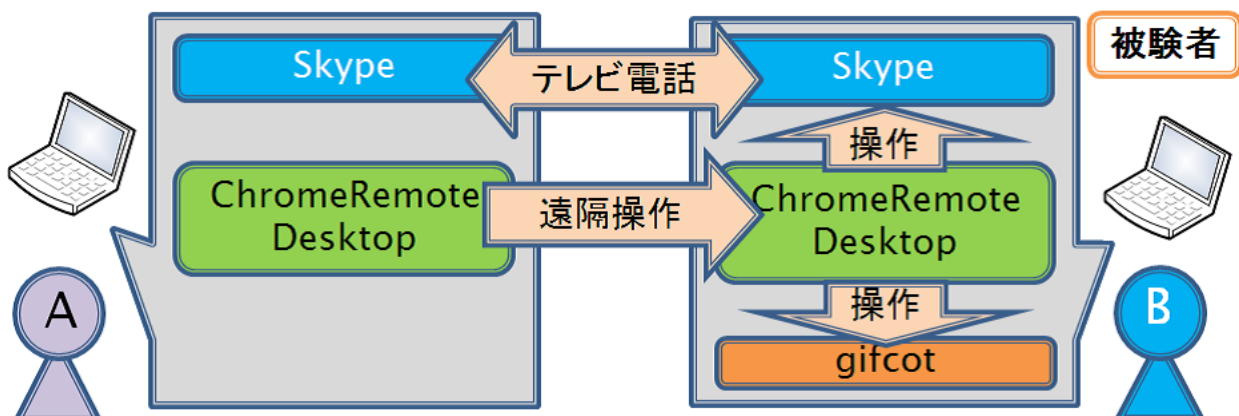 Skype
テレビ電話
Skype
被験者
操作
ChromeRemote
Desktop
遠隔操作
ChromeRemote
Desktop
操作
gifcot
A
B